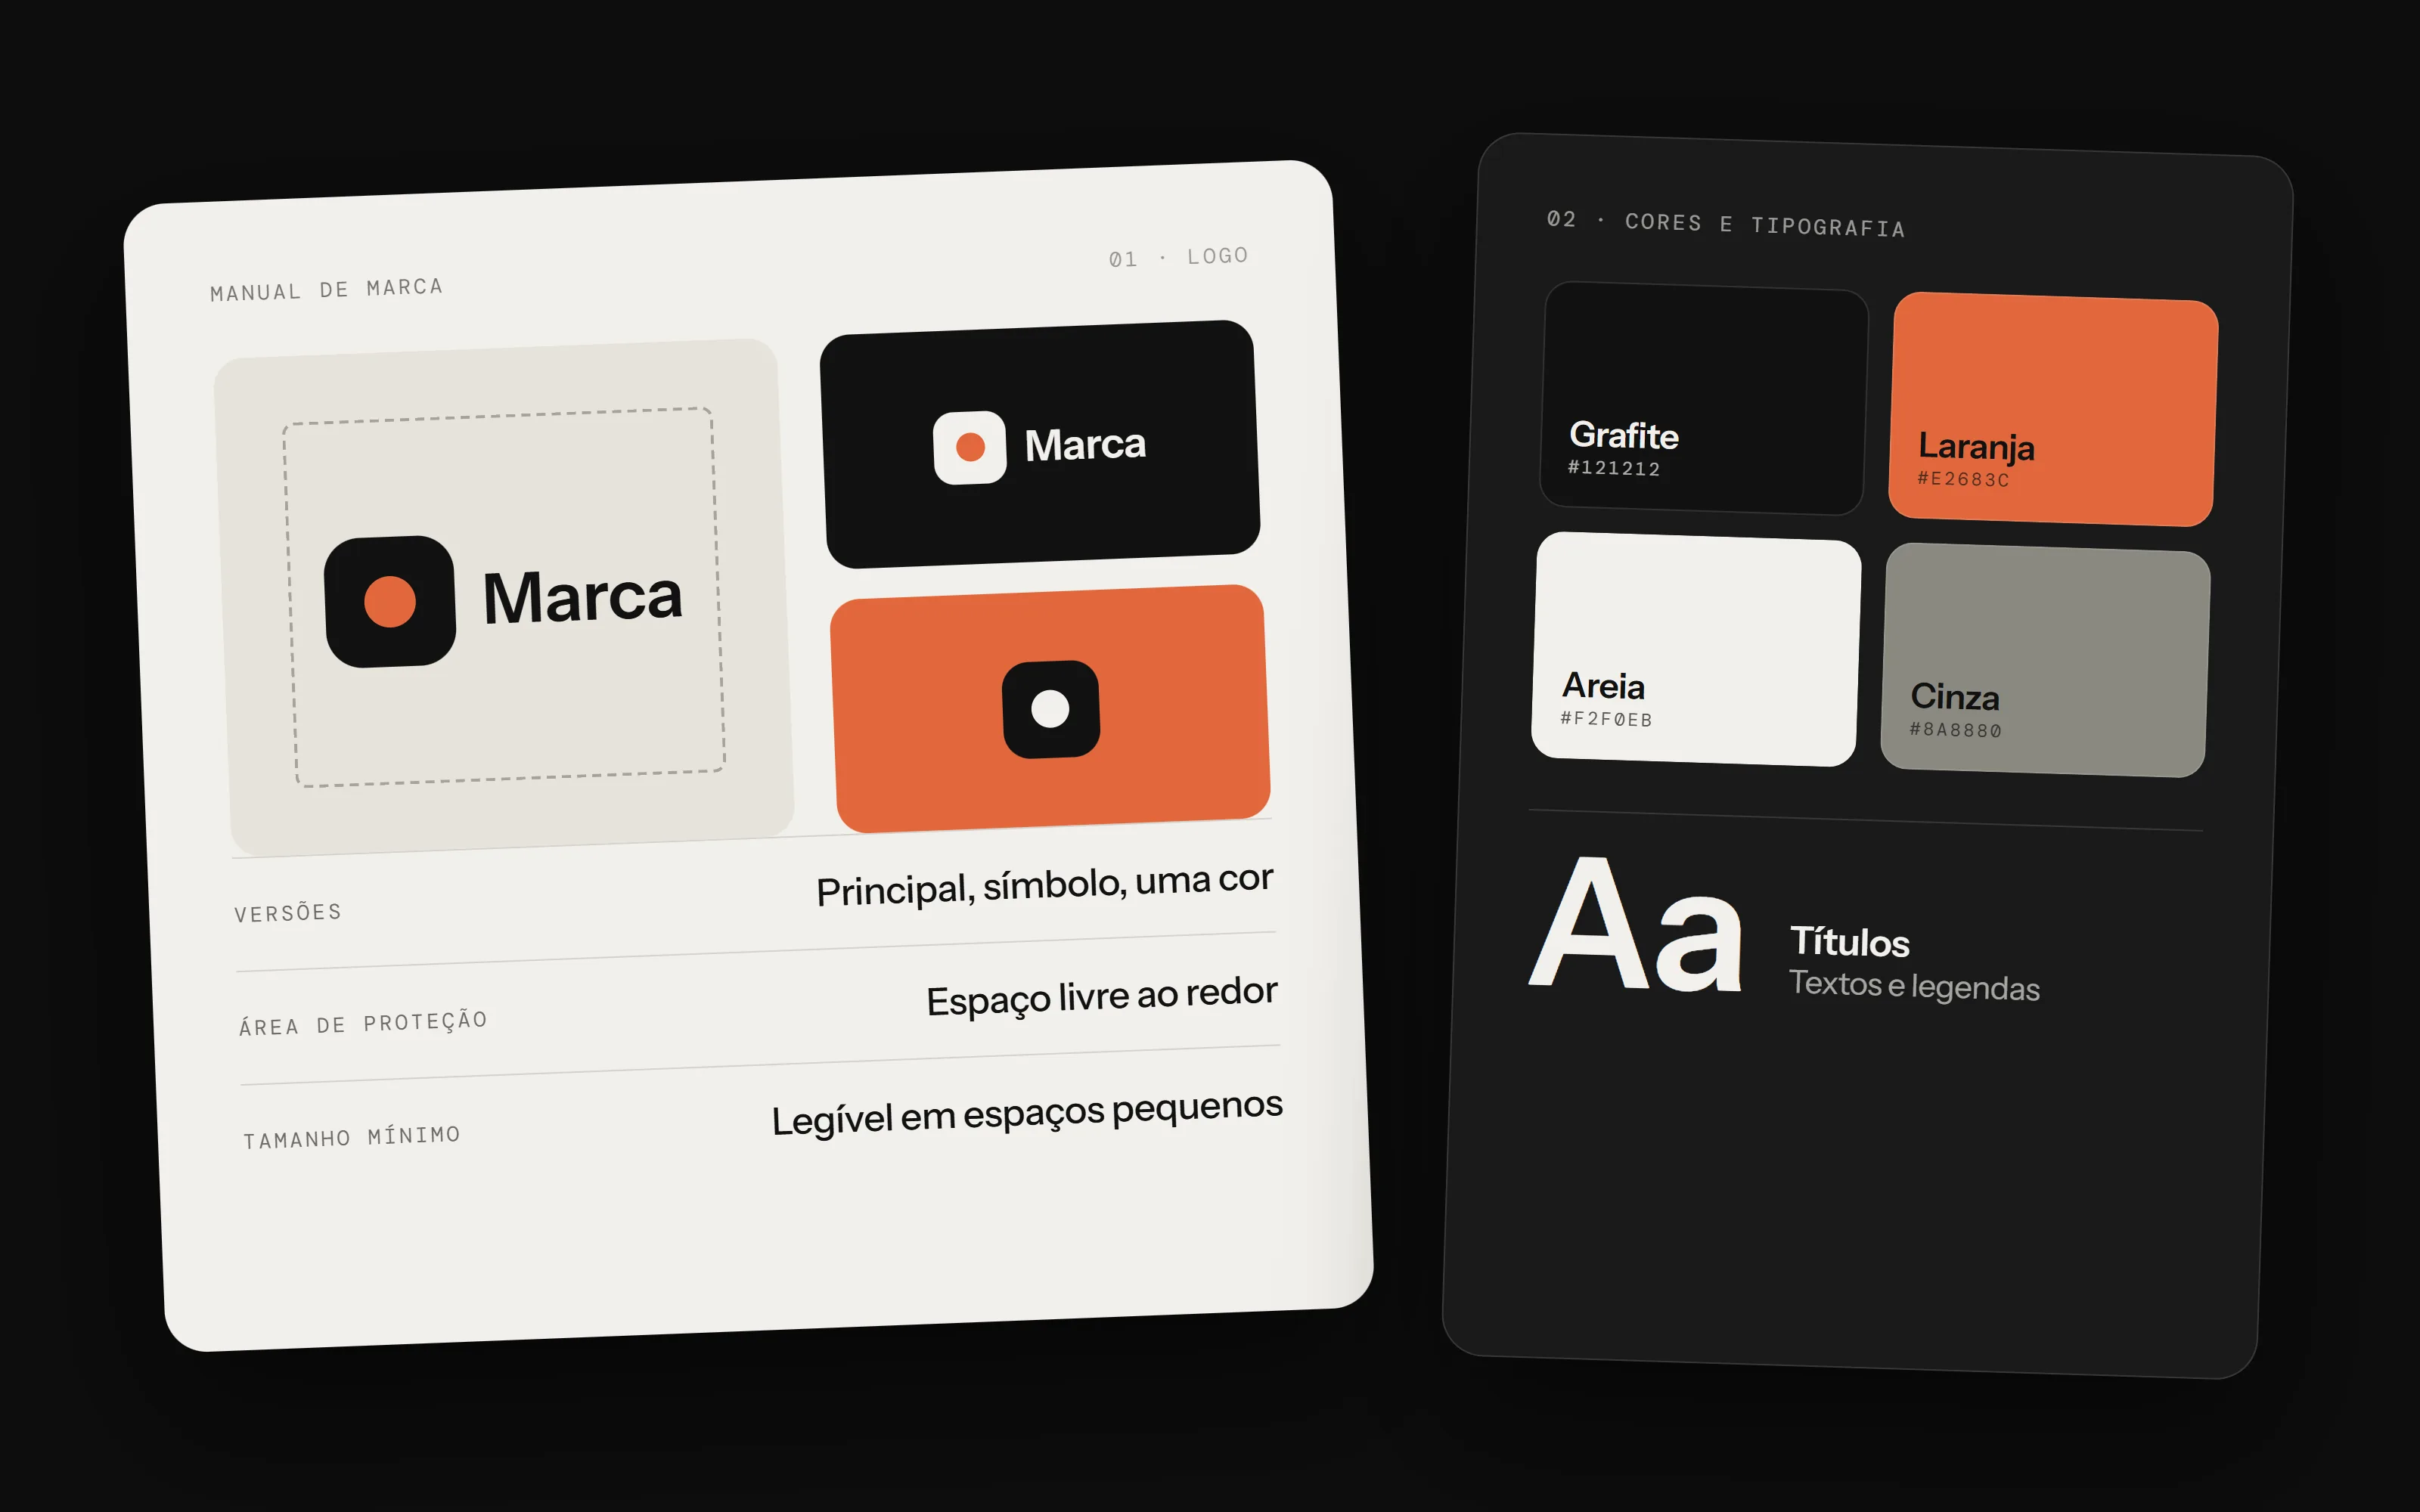 MANUAL DE MARCA
01 · LOGO
Marca
Marca
VERSÕES
Principal, símbolo, uma cor
ÁREA DE PROTEÇÃO
Espaço livre ao redor
TAMANHO MÍNIMO
Legível em espaços pequenos
02 · CORES E TIPOGRAFIA
Grafite
#121212
Laranja
#E2683C
Areia
#F2F0EB
Cinza
#8A8880
Aa
Títulos
Textos e legendas